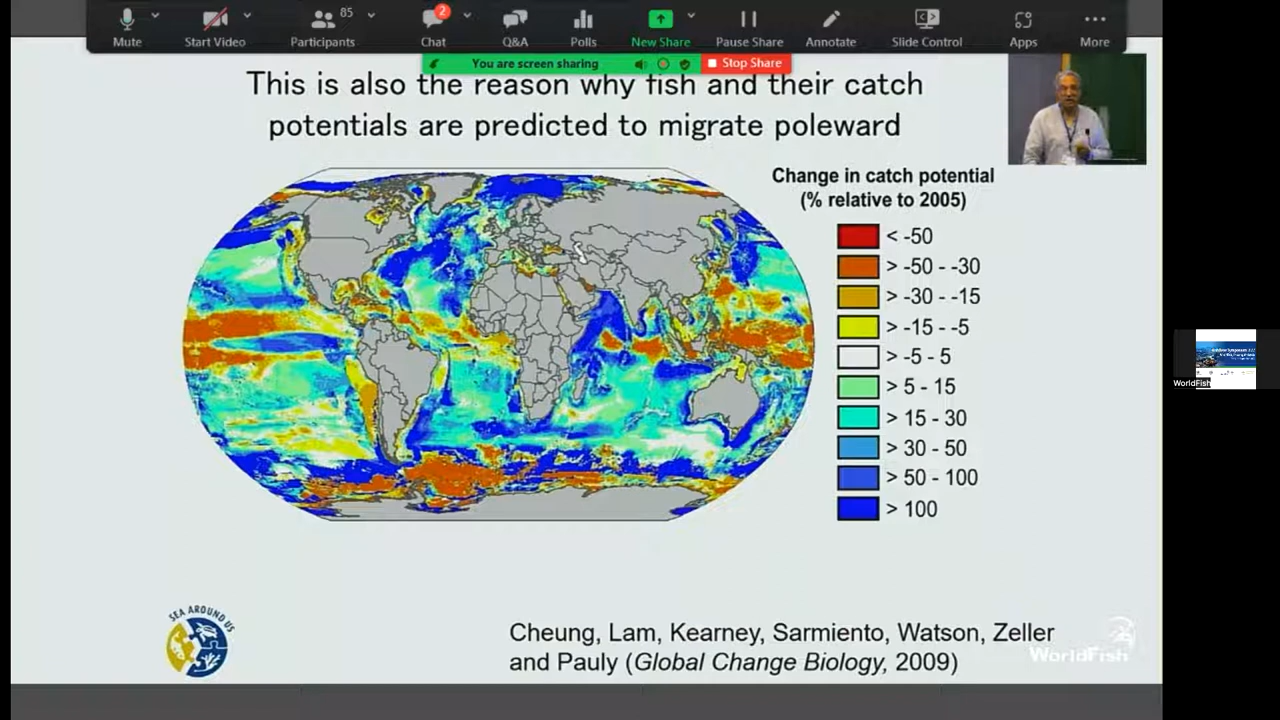 85
2
Mute
Start Video
Participants
Chat
Q&A
Polls
New Share
Pause Share
Annotate
Slide Control
Apps
More
You are screen sharing
Stop Share
This is also the reason why fish and their catch
potentials are predicted to migrate poleward
Change in catch potential
(% relative to 2005)
< -50
> -50 - -30
> -30 - -15
> -15 - -5
> -5 - 5
> 5 - 15
> 15 - 30
> 30 - 50
> 50 - 100
> 100
WorldFish
SEA AROUND US
Cheung, Lam, Kearney, Sarmiento, Watson, Zeller
and Pauly (Global Change Biology, 2009)
WorldFish